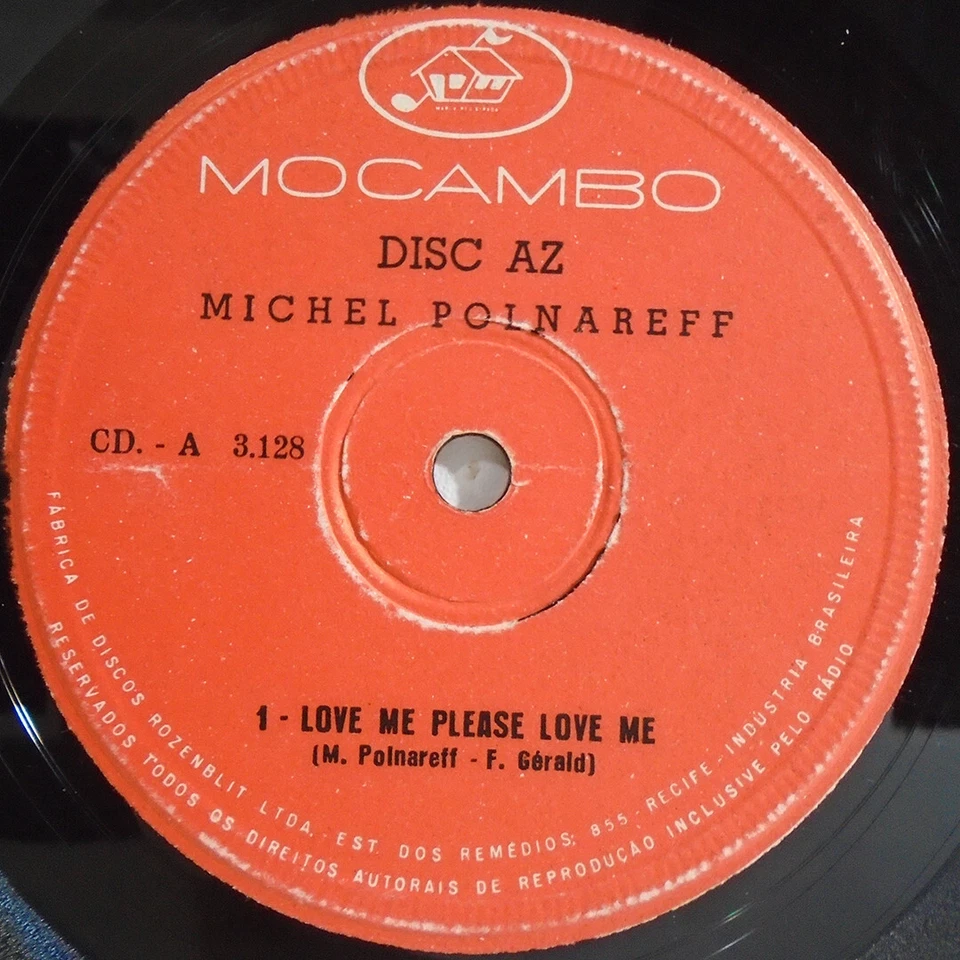 MOCAMBO
DISC AZ
MICHEL POLNAREFF
CD. - A 3.128
1 - LOVE ME PLEASE LOVE ME
(M. Polnareff - F. Gérald)
FÁBRICA DE DISCOS ROZENBLIT LTDA. EST. DOS REMÉDIOS, 855 - RECIFE - INDÚSTRIA BRASILEIRA
RESERVADOS TODOS OS DIREITOS AUTORAIS DE REPRODUÇÃO INCLUSIVE PELO RÁDIO